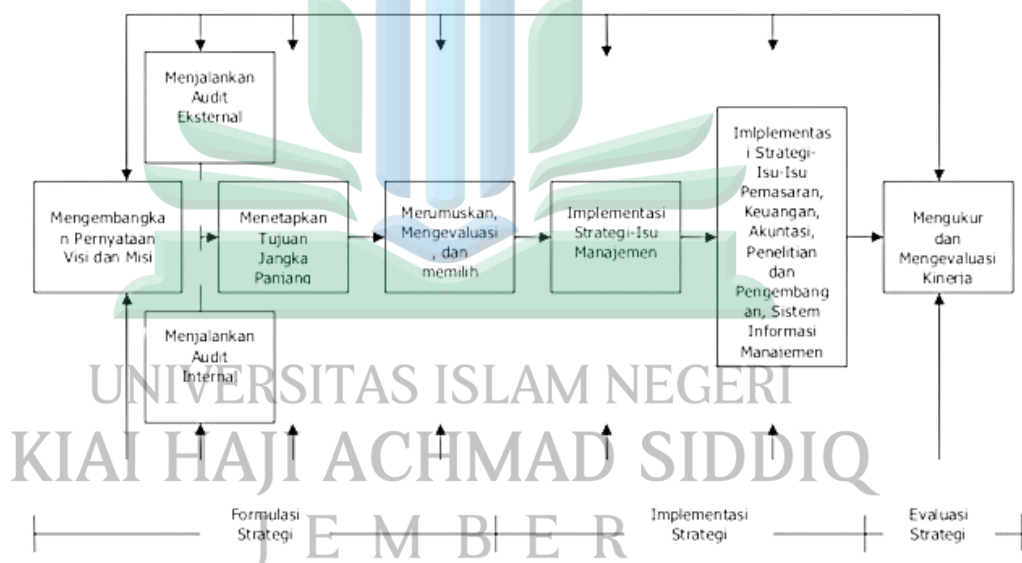 Menjalankan
Audit
Eksternal
Mengembangka
n Pernyataan
Visi dan Misi
Menetapkan
Tujuan
Jangka
Panjang
Merumuskan,
Mengevaluasi
, dan
memilih
Implementasi
Strategi-Isu
Manajemen
Imlplementas
i Strategi-
Isu-Isu
Pemasaran,
Keuangan,
Akuntasi,
Penelitian
dan
Pengembang
an, Sistem
Informasi
Manajemen
Mengukur
dan
Mengevaluasi
Kinerja
Menjalankan
Audit
Internal
UNIVERSITAS ISLAM NEGERI
KIAI HAJI ACHMAD SIDDIQ
JEMBER
Formulasi
Strategi
Implementasi
Strategi
Evaluasi
Strategi